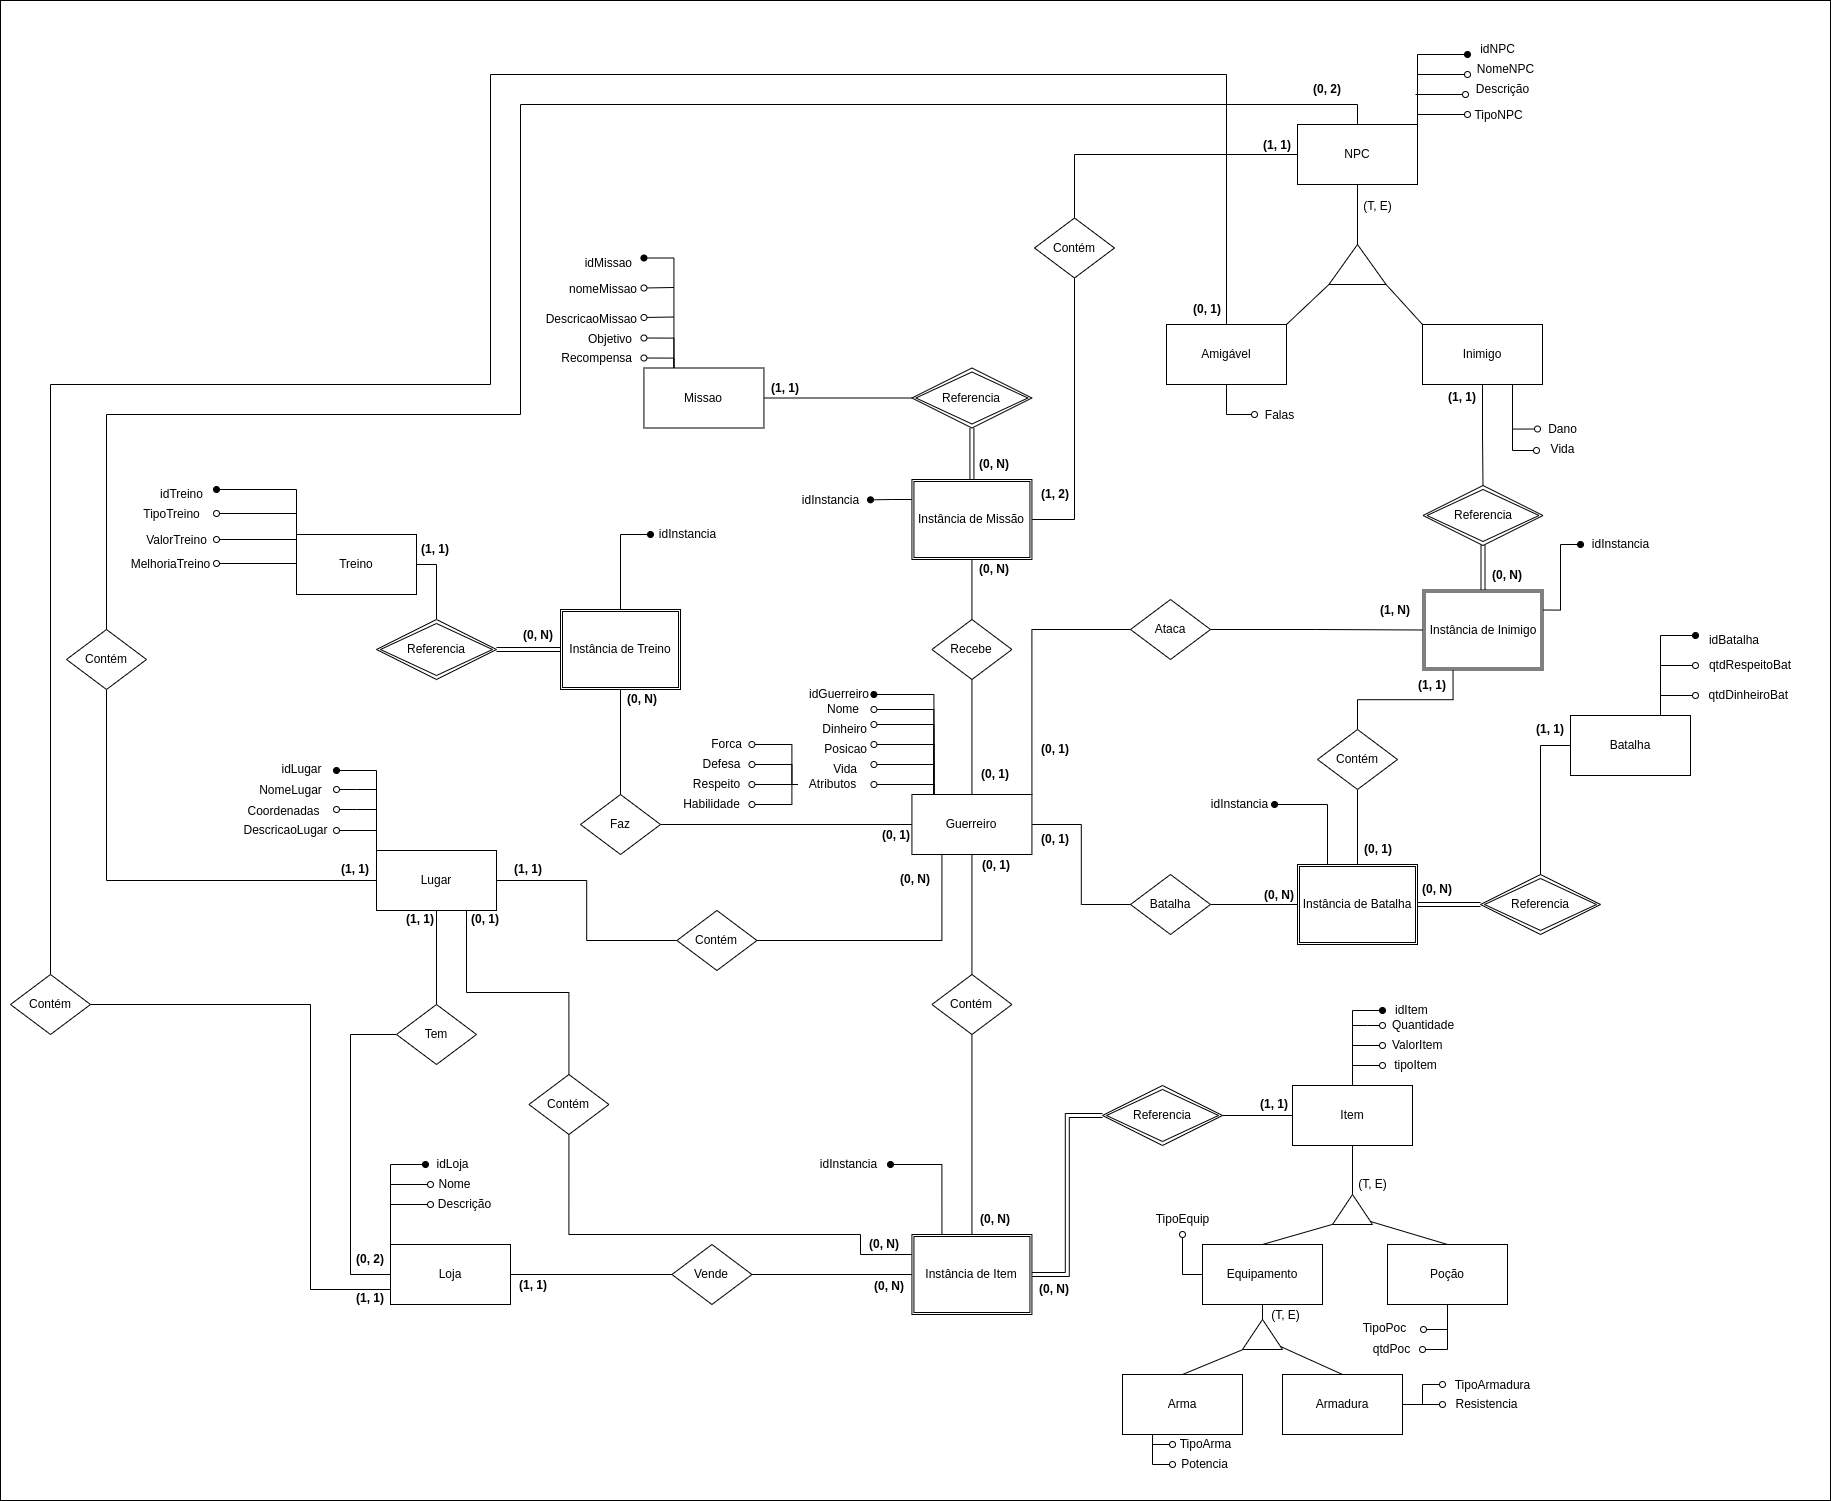 idNPC
NomeNPC
Descrição
TipoNPC
(0, 2)
(1, 1)
NPC
(T, E)
Contém
idMissao
nomeMissao
DescricaoMissao
Objetivo
Recompensa
Missao
(1, 1)
Referencia
(0, N)
(0, 1)
Amigável
Falas
Inimigo
(1, 1)
Dano
Vida
Referencia
(0, N)
idInstancia
Instância de Missão
(1, 2)
(0, N)
idTreino
TipoTreino
ValorTreino
MelhoriaTreino
Treino
(1, 1)
Referencia
(0, N)
idInstancia
Instância de Treino
(0, N)
idInstancia
(1, N)
Instância de Inimigo
(1, 1)
Ataca
Recebe
Contém
idBatalha
qtdRespeitoBat
qtdDinheiroBat
Batalha
(1, 1)
idGuerreiro
Nome
Dinheiro
Posicao
Vida
Atributos
Forca
Defesa
Respeito
Habilidade
(0, 1)
(0, 1)
Contém
Faz
(0, 1)
Guerreiro
(0, 1)
(0, N)
(0, 1)
idInstancia
(0, 1)
Batalha
(0, N)
Instância de Batalha
(0, N)
Referencia
idLugar
NomeLugar
Coordenadas
DescricaoLugar
(1, 1)
Lugar
(1, 1)
(1, 1)
(0, 1)
Contém
Contém
Contém
Tem
Contém
idItem
Quantidade
ValorItem
tipoItem
Referencia
(1, 1)
Item
(T, E)
idLoja
Nome
Descrição
(0, 2)
Loja
(1, 1)
(1, 1)
Vende
idInstancia
(0, N)
(0, N)
(0, N)
Instância de Item
(0, N)
TipoEquip
Equipamento
Poção
(T, E)
TipoPoc
qtdPoc
Arma
Armadura
TipoArmadura
Resistencia
TipoArma
Potencia